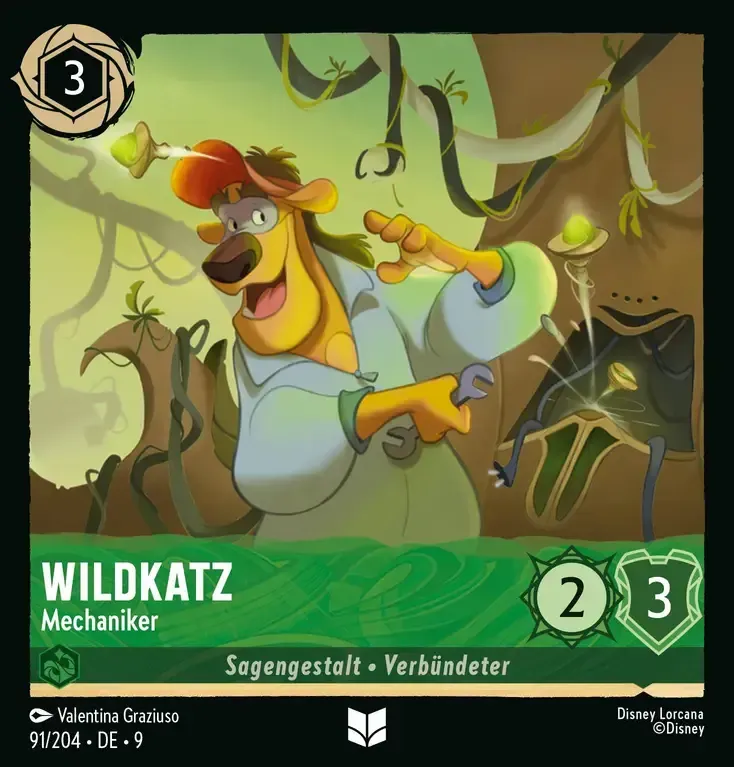 3
WILDKATZ
Mechaniker
2
3
Sagengestalt • Verbündeter
Valentina Graziuso
Disney Lorcana
91/204 • DE • 9
©Disney